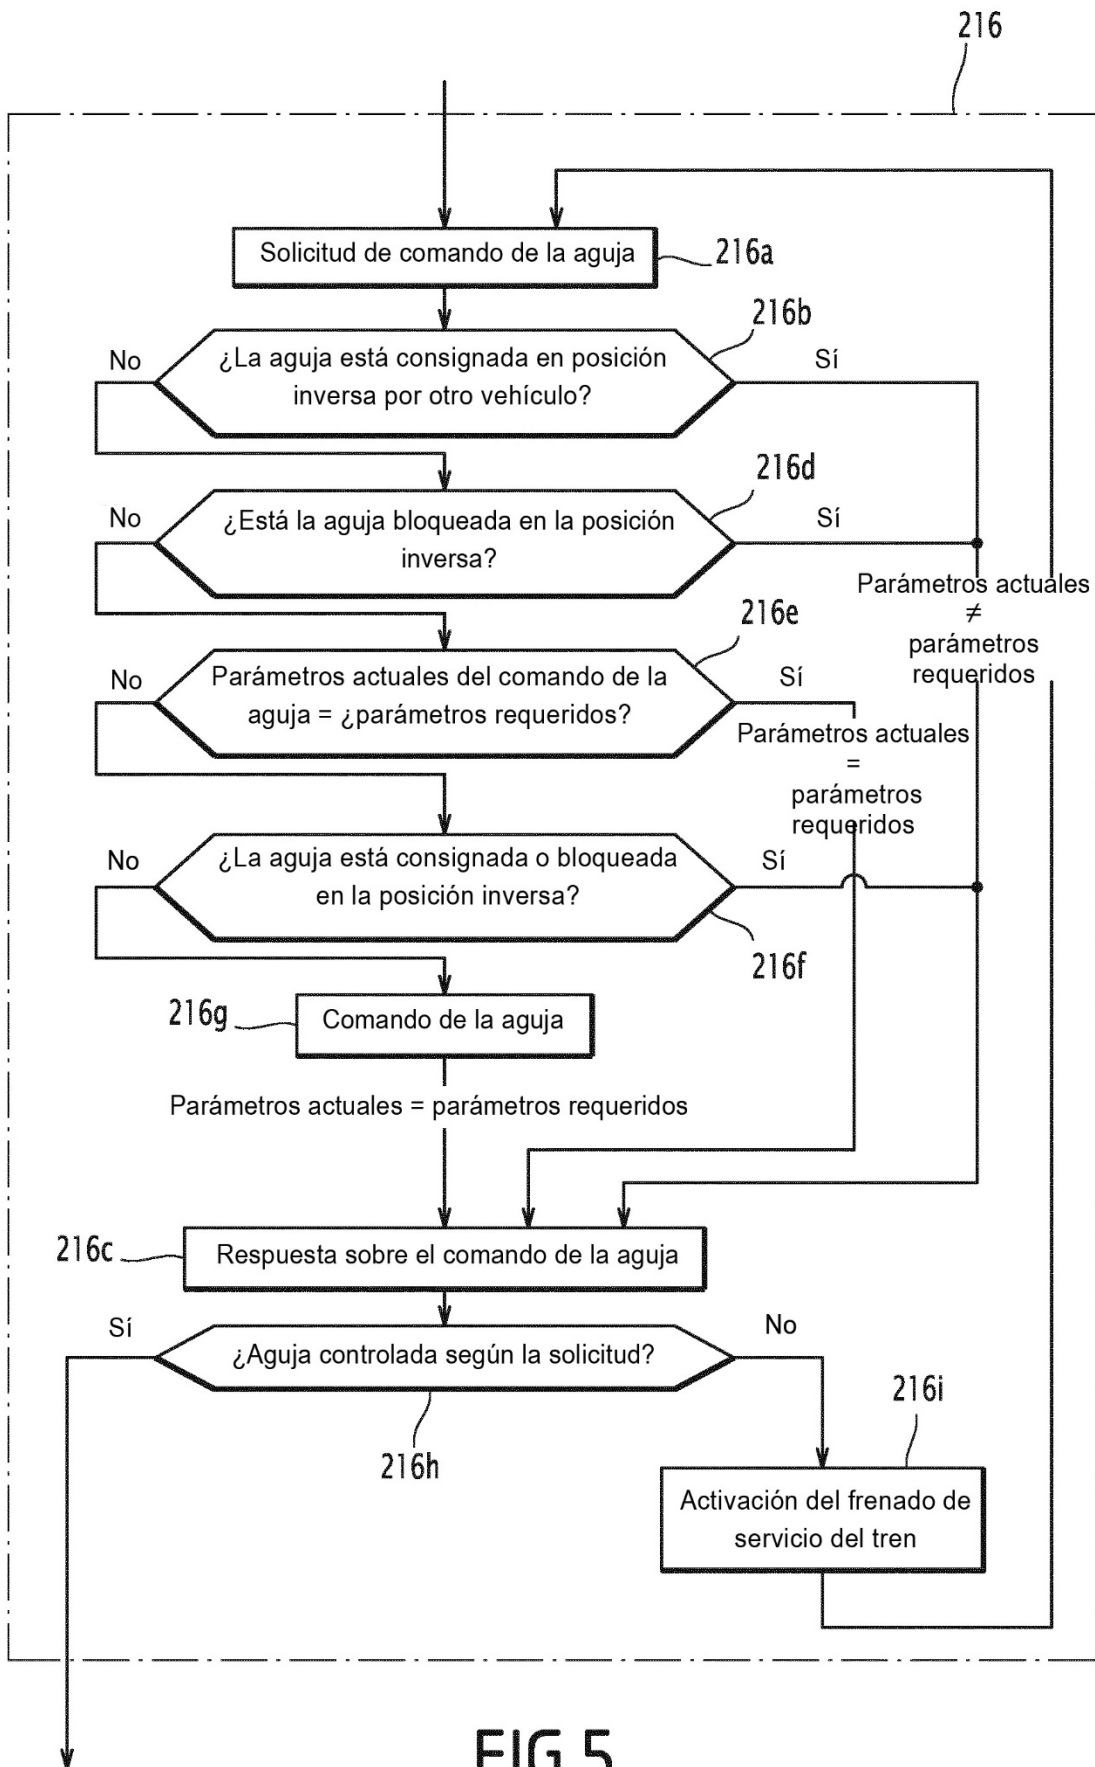 216
Solicitud de comando de la aguja
216a
216b
No
¿La aguja está consignada en posición
inversa por otro vehículo?
Sí
216d
No
¿Está la aguja bloqueada en la posición
inversa?
Sí
Parámetros actuales
≠
parámetros
requeridos
216e
No
Parámetros actuales del comando de la
aguja = ¿parámetros requeridos?
Sí
Parámetros actuales
=
parámetros
requeridos
No
¿La aguja está consignada o bloqueada
en la posición inversa?
Sí
216f
216g
Comando de la aguja
Parámetros actuales = parámetros requeridos
216c
Respuesta sobre el comando de la aguja
Sí
¿Aguja controlada según la solicitud?
No
216h
216i
Activación del frenado de
servicio del tren
FIG.5